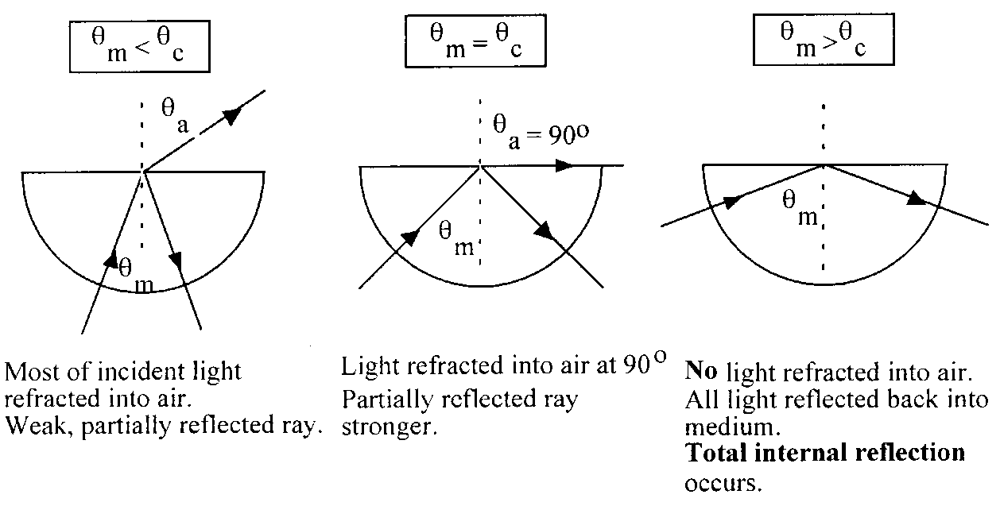 θm < θc
θm = θc
θm > θc
θa
θa = 90o
θm
θm
θm
Most of incident light
refracted into air.
Weak, partially reflected ray.
Light refracted into air at 90o
Partially reflected ray
stronger.
No light refracted into air.
All light reflected back into
medium.
Total internal reflection
occurs.